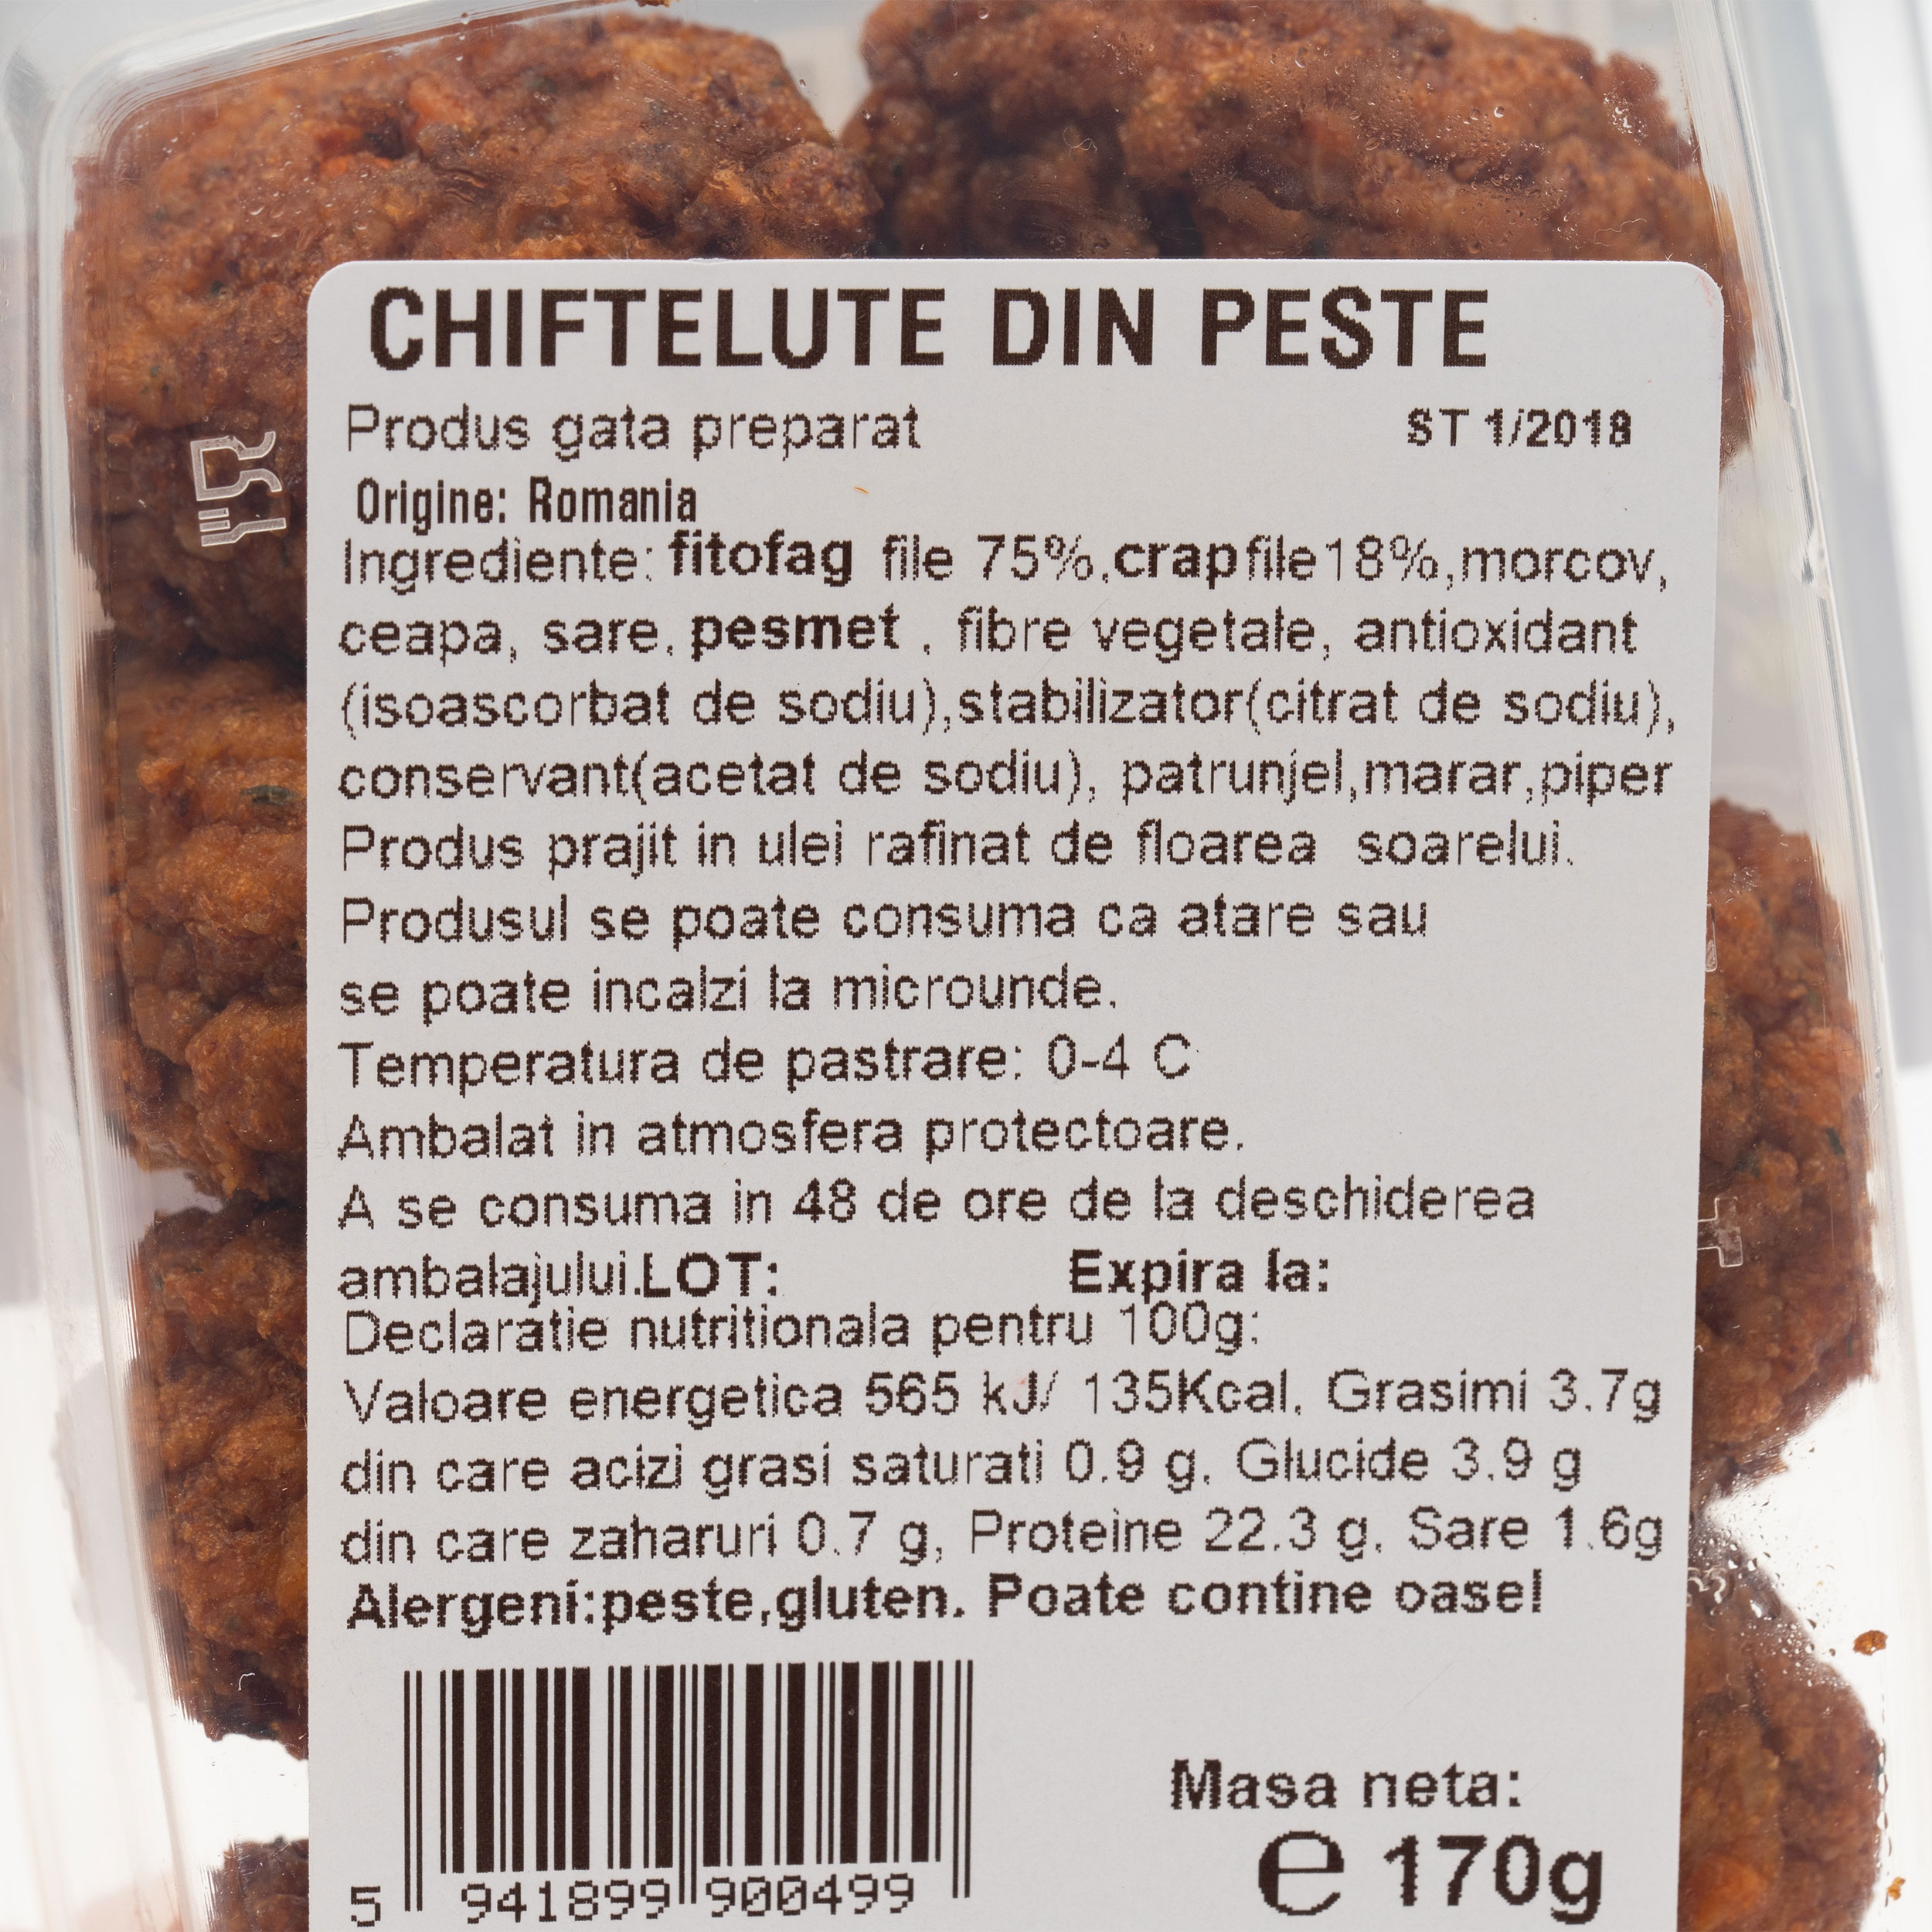 CHIFTELUTE DIN PESTE
Produs gata preparat ST 1/2018
Origine: Romania
Ingrediente: fitofag file 75%,crap file 18%,morcov,
ceapa, sare, pesmet , fibre vegetale, antioxidant
(isoascorbat de sodiu),stabilizator(citrat de sodiu),
conservant(acetat de sodiu), patrunjel,marar,piper
Produs prajit in ulei rafinat de floarea soarelui.
Produsul se poate consuma ca atare sau
se poate incalzi la microunde.
Temperatura de pastrare: 0-4 C
Ambalat in atmosfera protectoare.
A se consuma in 48 de ore de la deschiderea
ambalajului.LOT: Expira la:
Declaratie nutritionala pentru 100g:
Valoare energetica 565 kJ/ 135Kcal, Grasimi 3.7g
din care acizi grasi saturati 0.9 g, Glucide 3.9 g
din care zaharuri 0.7 g, Proteine 22.3 g, Sare 1.6g
Alergeni:peste,gluten. Poate contine oase!
Masa neta:
e 170g
5 941899 900499